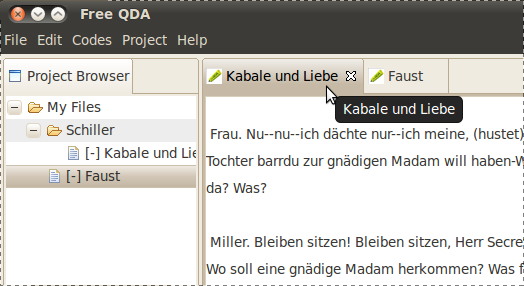 Free QDA
File Edit Codes Project Help
Project Browser
Kabale und Liebe
Faust
Kabale und Liebe
My Files
Schiller
[-] Kabale und Lie
[-] Faust
Frau. Nu--nu--ich dächte nur--ich meine, (hustet)
Tochter barrdu zur gnädigen Madam will haben-W
da? Was?
Miller. Bleiben sitzen! Bleiben sitzen, Herr Secre
Wo soll eine gnädige Madam herkommen? Was f